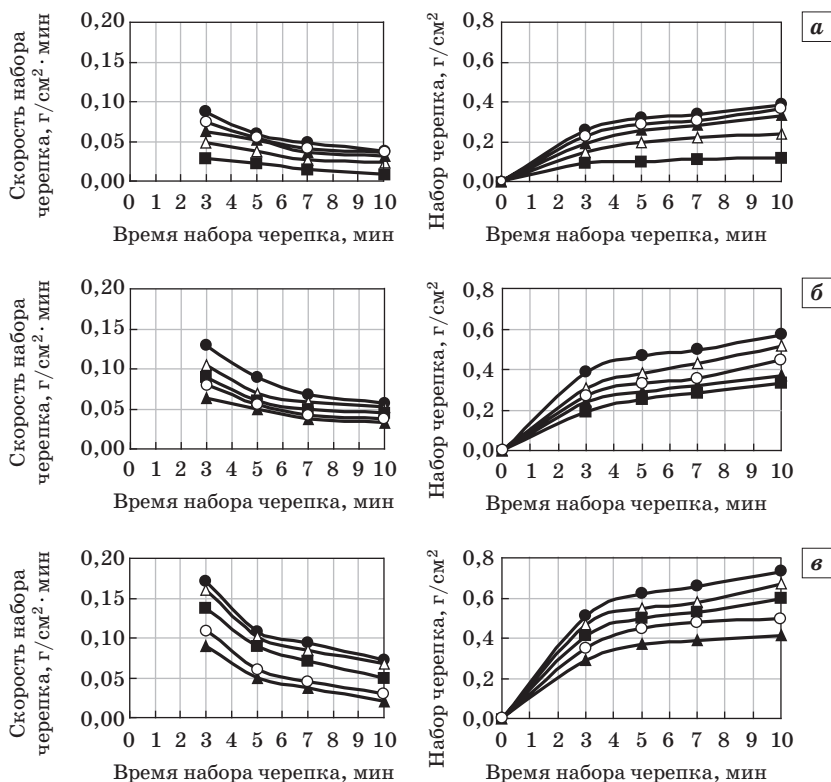 Скорость набора
черепка, г/см² · мин
0,20
0,15
0,10
0,05
0,00
0 1 2 3 4 5 6 7 8 9 10
Время набора черепка, мин
Набор черепка, г/см²
0,8
0,6
0,4
0,2
0,0
0 1 2 3 4 5 6 7 8 9 10
Время набора черепка, мин
а
Скорость набора
черепка, г/см² · мин
0,20
0,15
0,10
0,05
0,00
0 1 2 3 4 5 6 7 8 9 10
Время набора черепка, мин
Набор черепка, г/см²
0,8
0,6
0,4
0,2
0,0
0 1 2 3 4 5 6 7 8 9 10
Время набора черепка, мин
б
Скорость набора
черепка, г/см² · мин
0,20
0,15
0,10
0,05
0,00
0 1 2 3 4 5 6 7 8 9 10
Время набора черепка, мин
Набор черепка, г/см²
0,8
0,6
0,4
0,2
0,0
0 1 2 3 4 5 6 7 8 9 10
Время набора черепка, мин
в